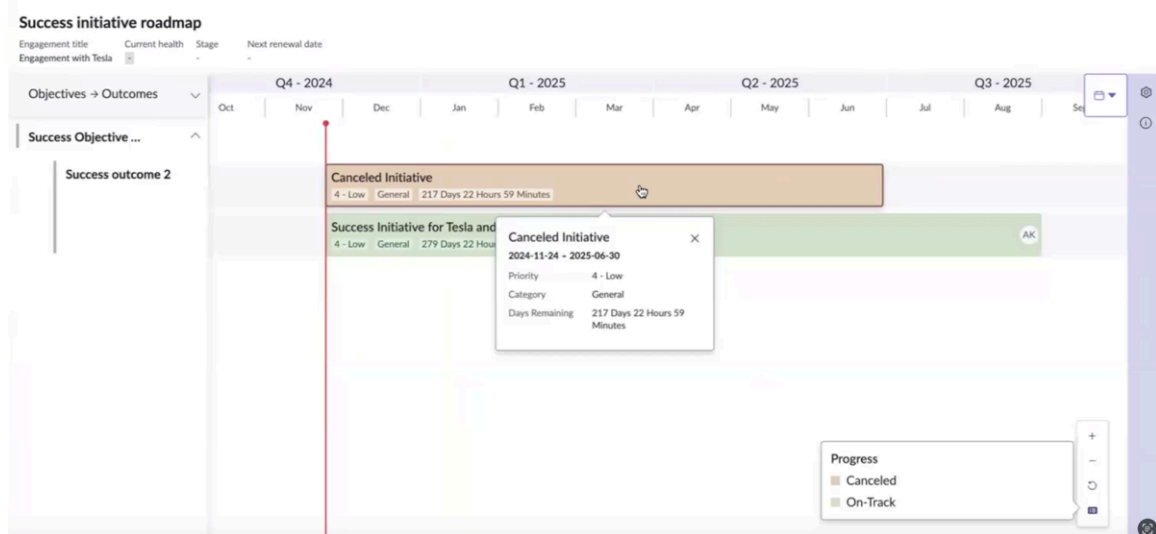 Success initiative roadmap
Engagement title Current health Stage Next renewal date
Engagement with Tesla - - -
Objectives → Outcomes
Q4 - 2024 Q1 - 2025 Q2 - 2025 Q3 - 2025
Oct Nov Dec Jan Feb Mar Apr May Jun Jul Aug
Success Objective ...
Success outcome 2
Canceled Initiative
4 - Low General 217 Days 22 Hours 59 Minutes
Success Initiative for Tesla and
4 - Low General 279 Days 22 Hou
AK
Canceled Initiative
2024-11-24 – 2025-06-30
Priority 4 - Low
Category General
Days Remaining 217 Days 22 Hours 59
Minutes
Progress
Canceled
On-Track